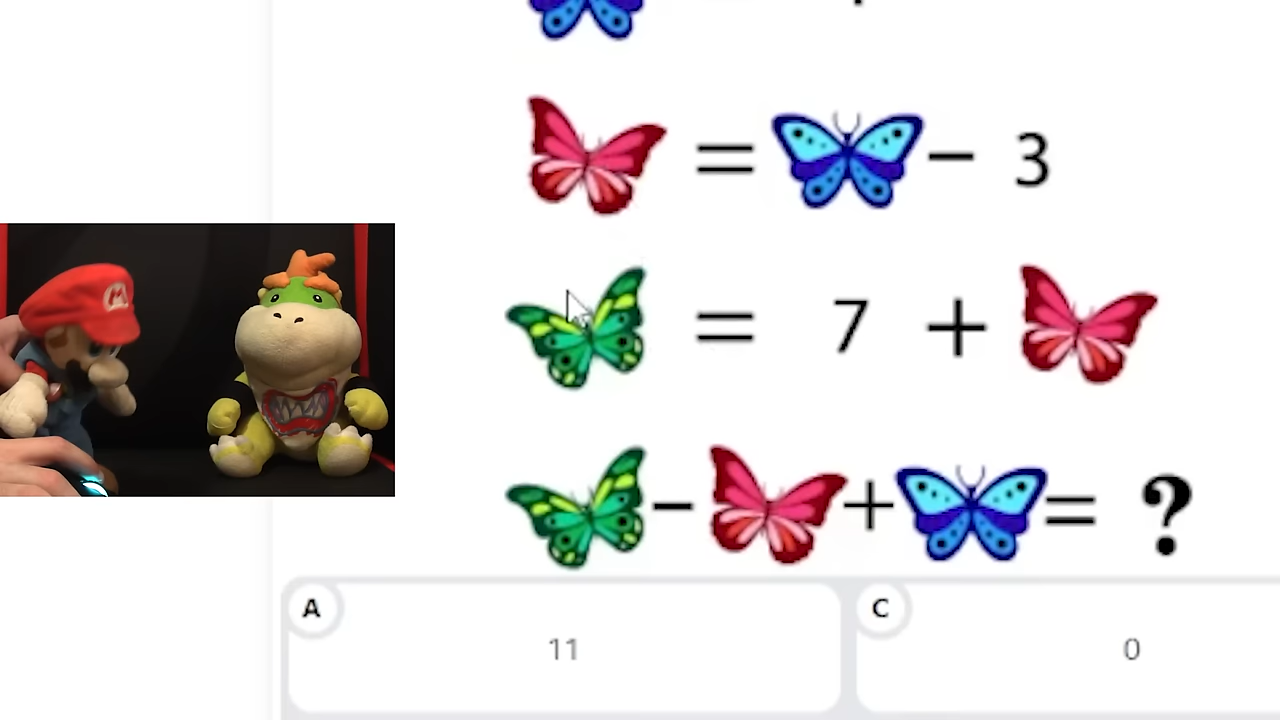 = - 3
= 7 +
- + = ?
A
11
C
0
M